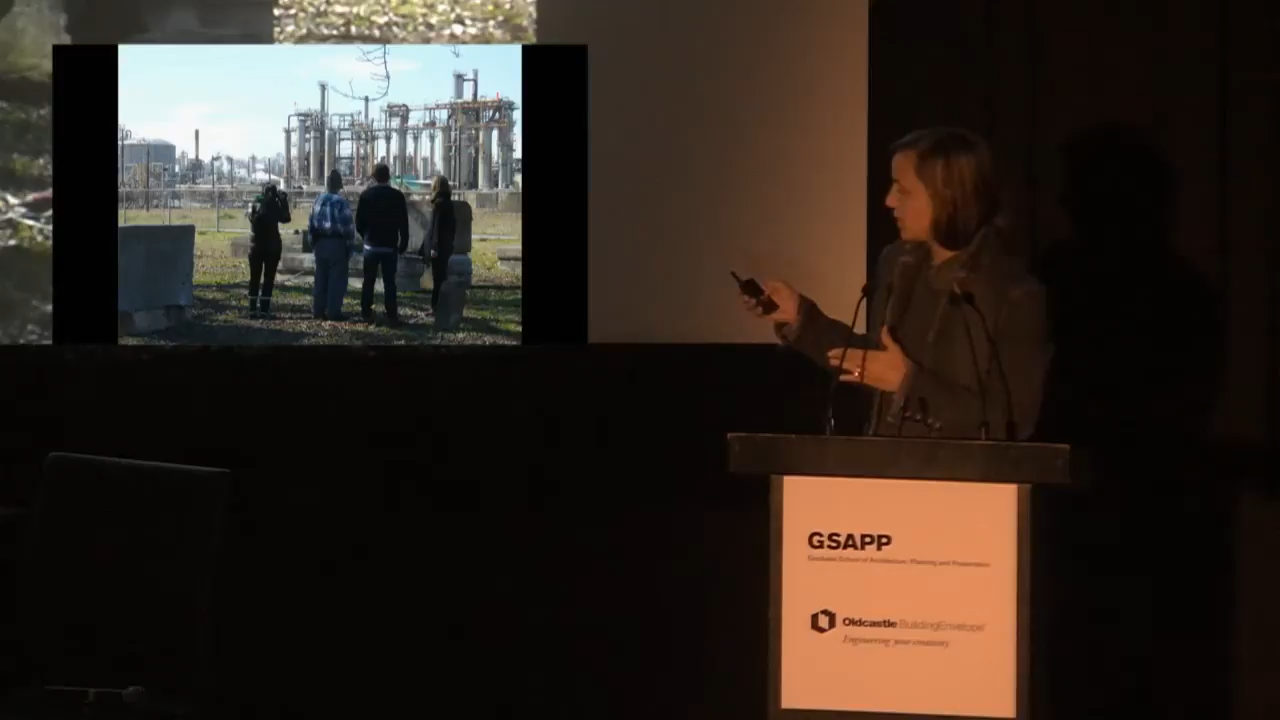 GSAPP
Graduate School of Architecture, Planning and Preservation
Oldcastle BuildingEnvelope®
Engineering your creativity